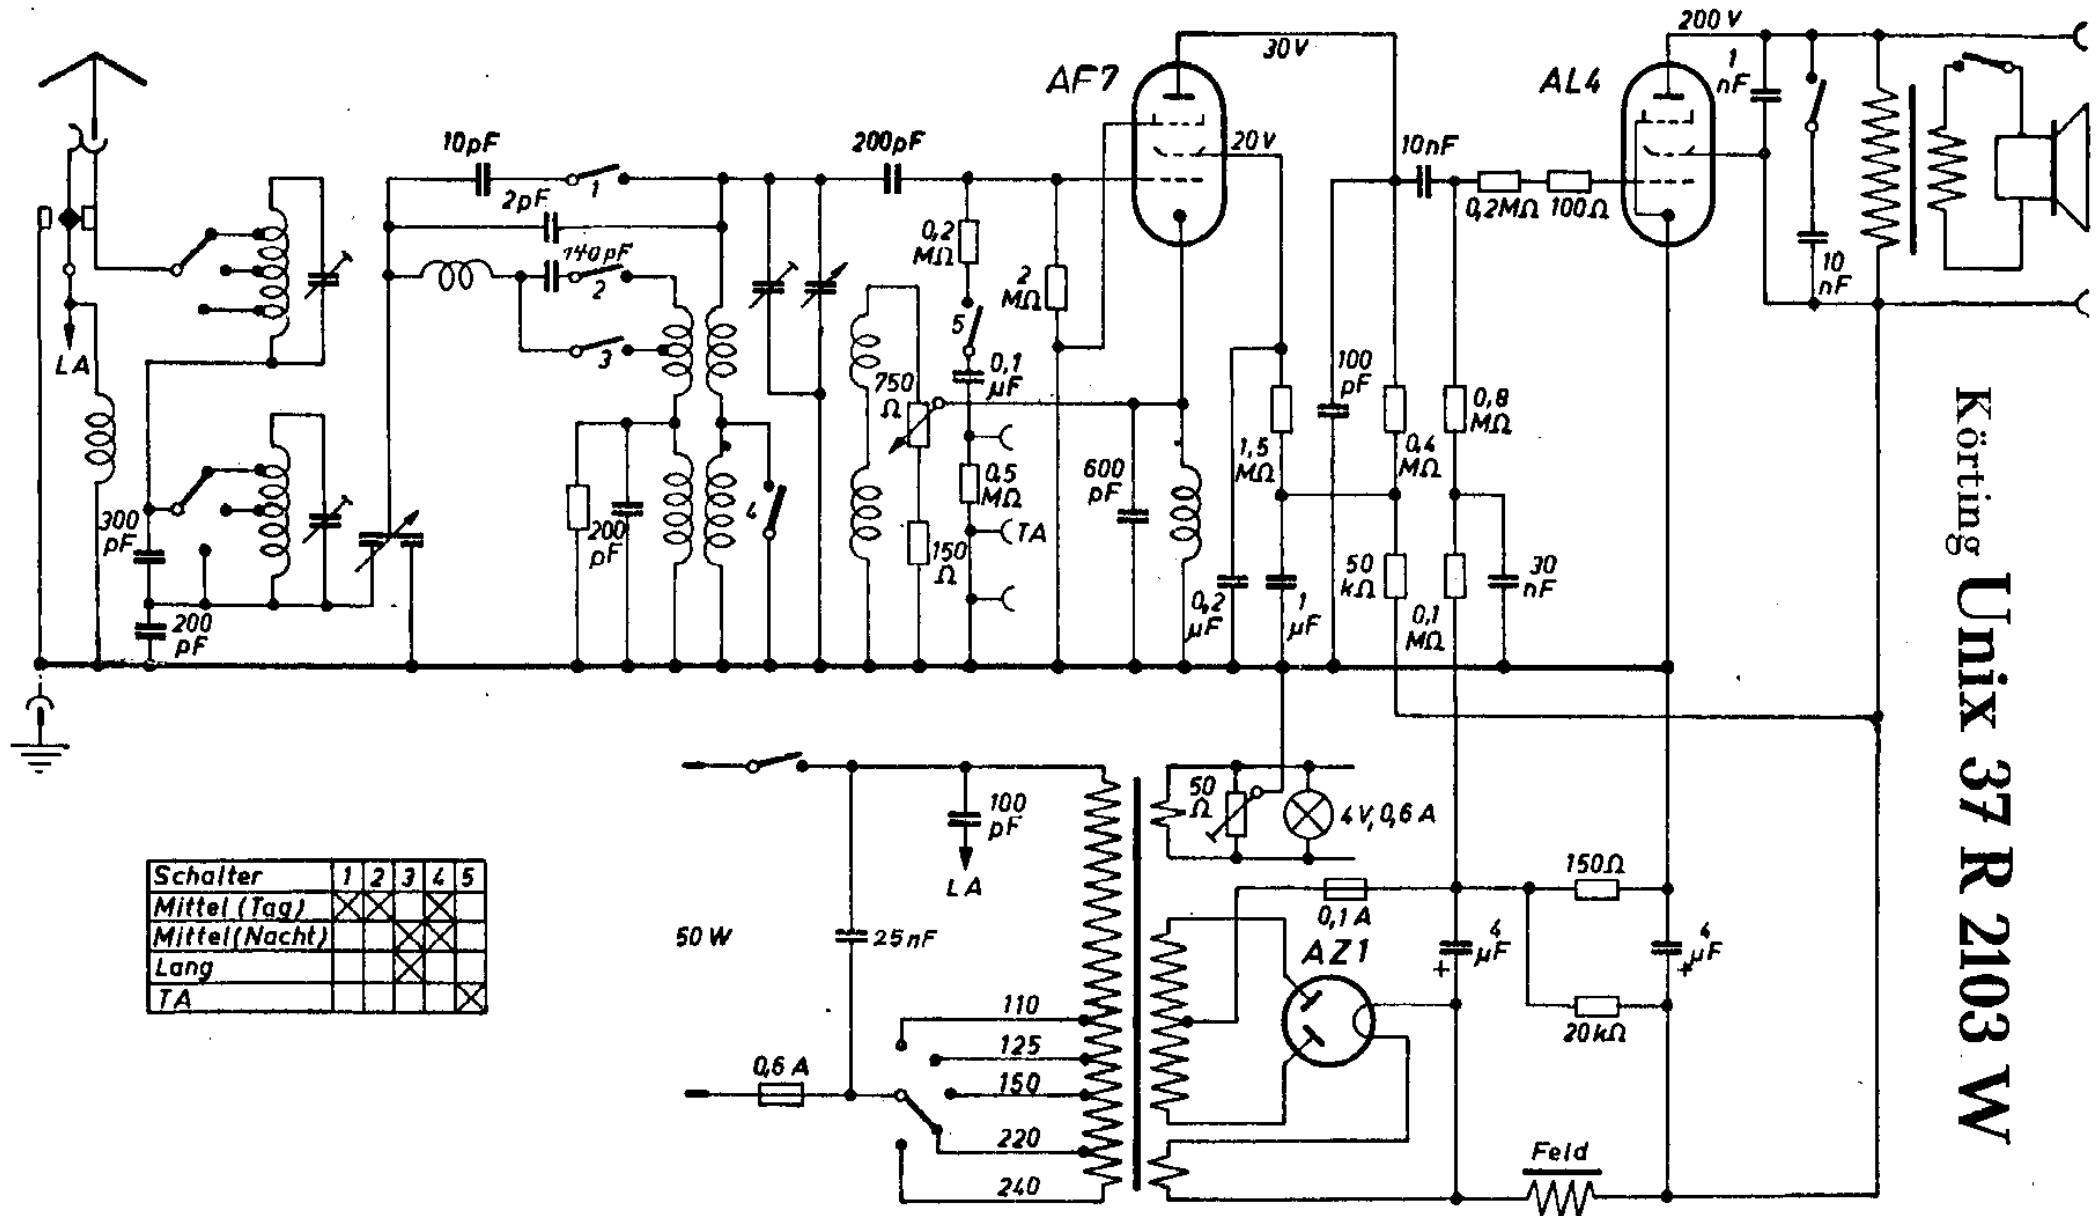 200 V
30V
AF7
AL4
1
nF
10pF
200pF
20V
10nF
1
2pF
0,2MΩ
100Ω
140pF
0,2
MΩ
2
MΩ
10
nF
2
5
LA
3
0,1
µF
100
pF
750
Ω
0,8
MΩ
1,5
MΩ
0,4
MΩ
600
pF
0,5
MΩ
4
300
pF
200
pF
TA
150
Ω
50
kΩ
30
nF
0,2
µF
1
µF
0,1
MΩ
200
pF
50
Ω
4V, 0,6 A
100
pF
LA
150Ω
0,1 A
50 W
25nF
AZ1
4
µF
+
4
µF
+
20kΩ
110
125
0,6 A
150
220
240
Feld
Schalter 1 2 3 4 5
Mittel (Tag)
Mittel (Nacht)
Lang
TA
Körting Unix 37 R 2103 W